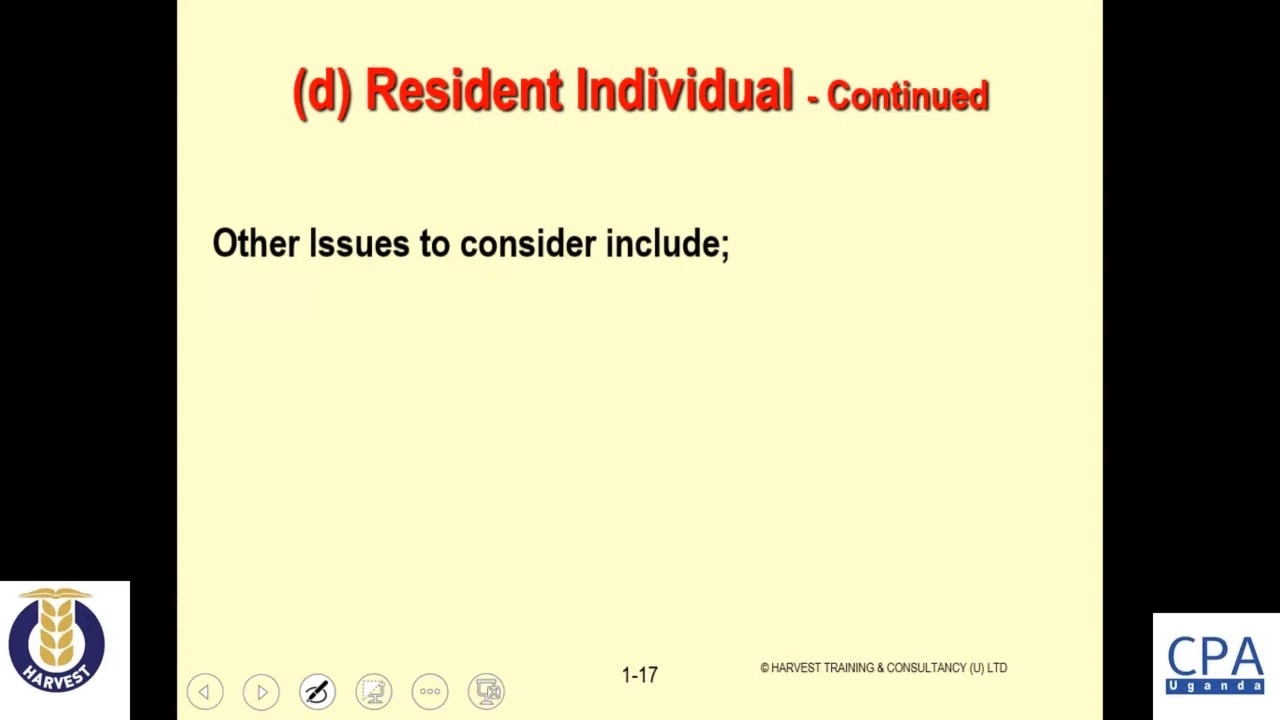 (d) Resident Individual - Continued
Other Issues to consider include;
1-17
© HARVEST TRAINING & CONSULTANCY (U) LTD
HARVEST
CPA
Uganda